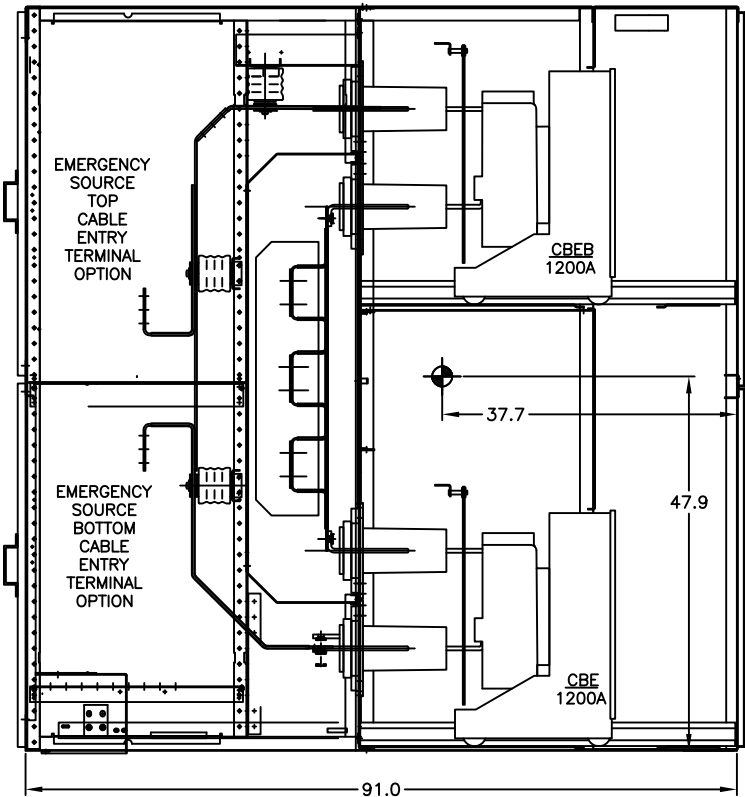 EMERGENCY
SOURCE
TOP
CABLE
ENTRY
TERMINAL
OPTION
CBEB
1200A
37.7
47.9
EMERGENCY
SOURCE
BOTTOM
CABLE
ENTRY
TERMINAL
OPTION
CBE
1200A
91.0